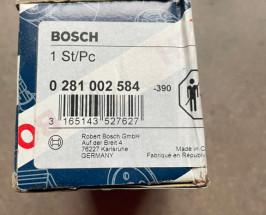 BOSCH
1 St/Pc
0 281 002 584
-390
3 165143 527627
Robert Bosch GmbH
Auf der Breit 4
76227 Karlsruhe
GERMANY
Made in
Fabriqué en Républi